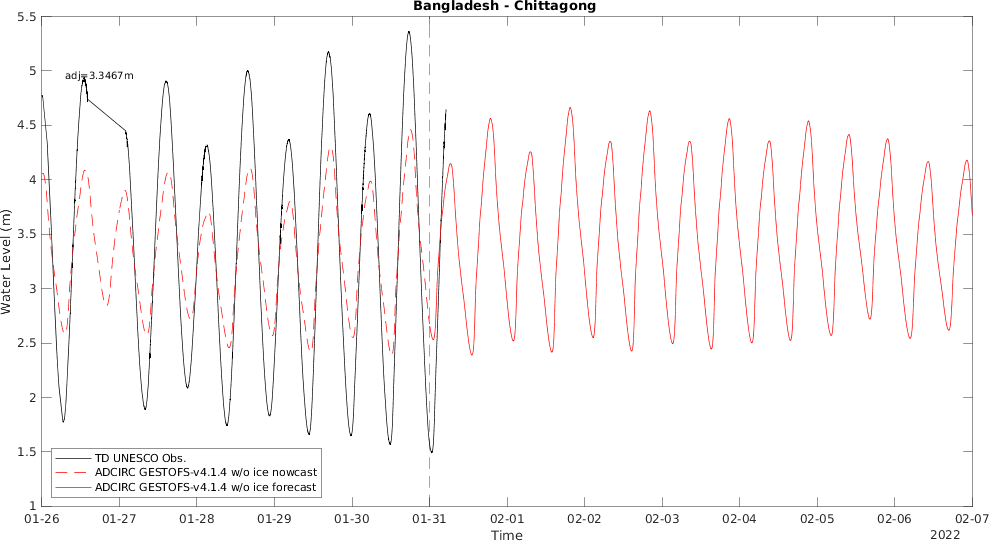 Bangladesh - Chittagong
5.5
5
4.5
4
3.5
3
2.5
2
1.5
1
Water Level (m)
adj=3.3467m
TD UNESCO Obs.
ADCIRC GESTOFS-v4.1.4 w/o ice nowcast
ADCIRC GESTOFS-v4.1.4 w/o ice forecast
01-26 01-27 01-28 01-29 01-30 01-31 02-01 02-02 02-03 02-04 02-05 02-06 02-07
Time
2022